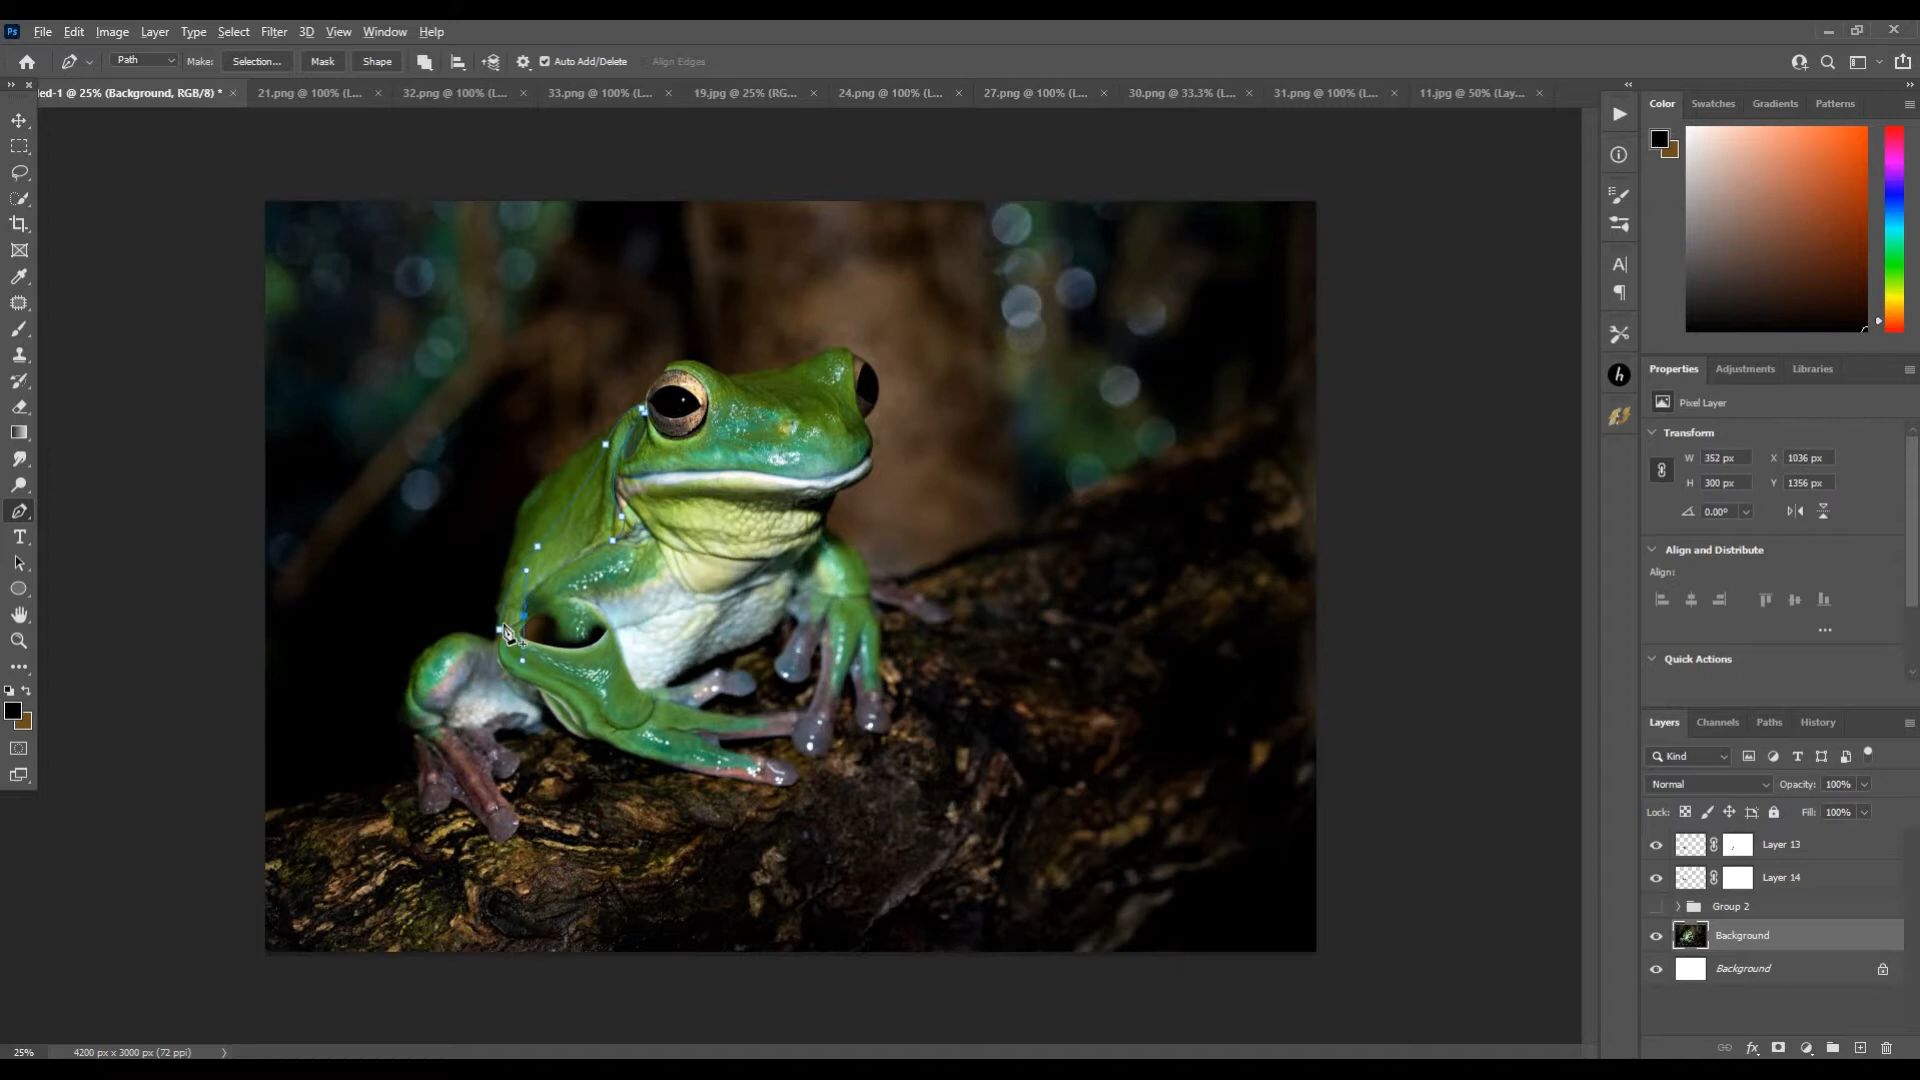 Ps File Edit Image Layer Type Select Filter 3D View Window Help
Path Make: Selection... Mask Shape Auto Add/Delete Align Edges
ed-1 @ 25% (Background, RGB/8) * 21.png @ 100% (L... 32.png @ 100% (L... 33.png @ 100% (L... 19.jpg @ 25% (RG... 24.png @ 100% (L... 27.png @ 100% (L... 30.png @ 33.3% (L... 31.png @ 100% (L... 11.jpg @ 50% (Lay...
Color Swatches Gradients Patterns
Properties Adjustments Libraries
Pixel Layer
Transform
W 352 px X 1036 px
H 300 px Y 1356 px
0.00°
Align and Distribute
Align:
Quick Actions
Layers Channels Paths History
Kind
Normal Opacity: 100%
Lock: Fill: 100%
Layer 13
Layer 14
Group 2
Background
Background
25% 4200 px x 3000 px (72 ppi)